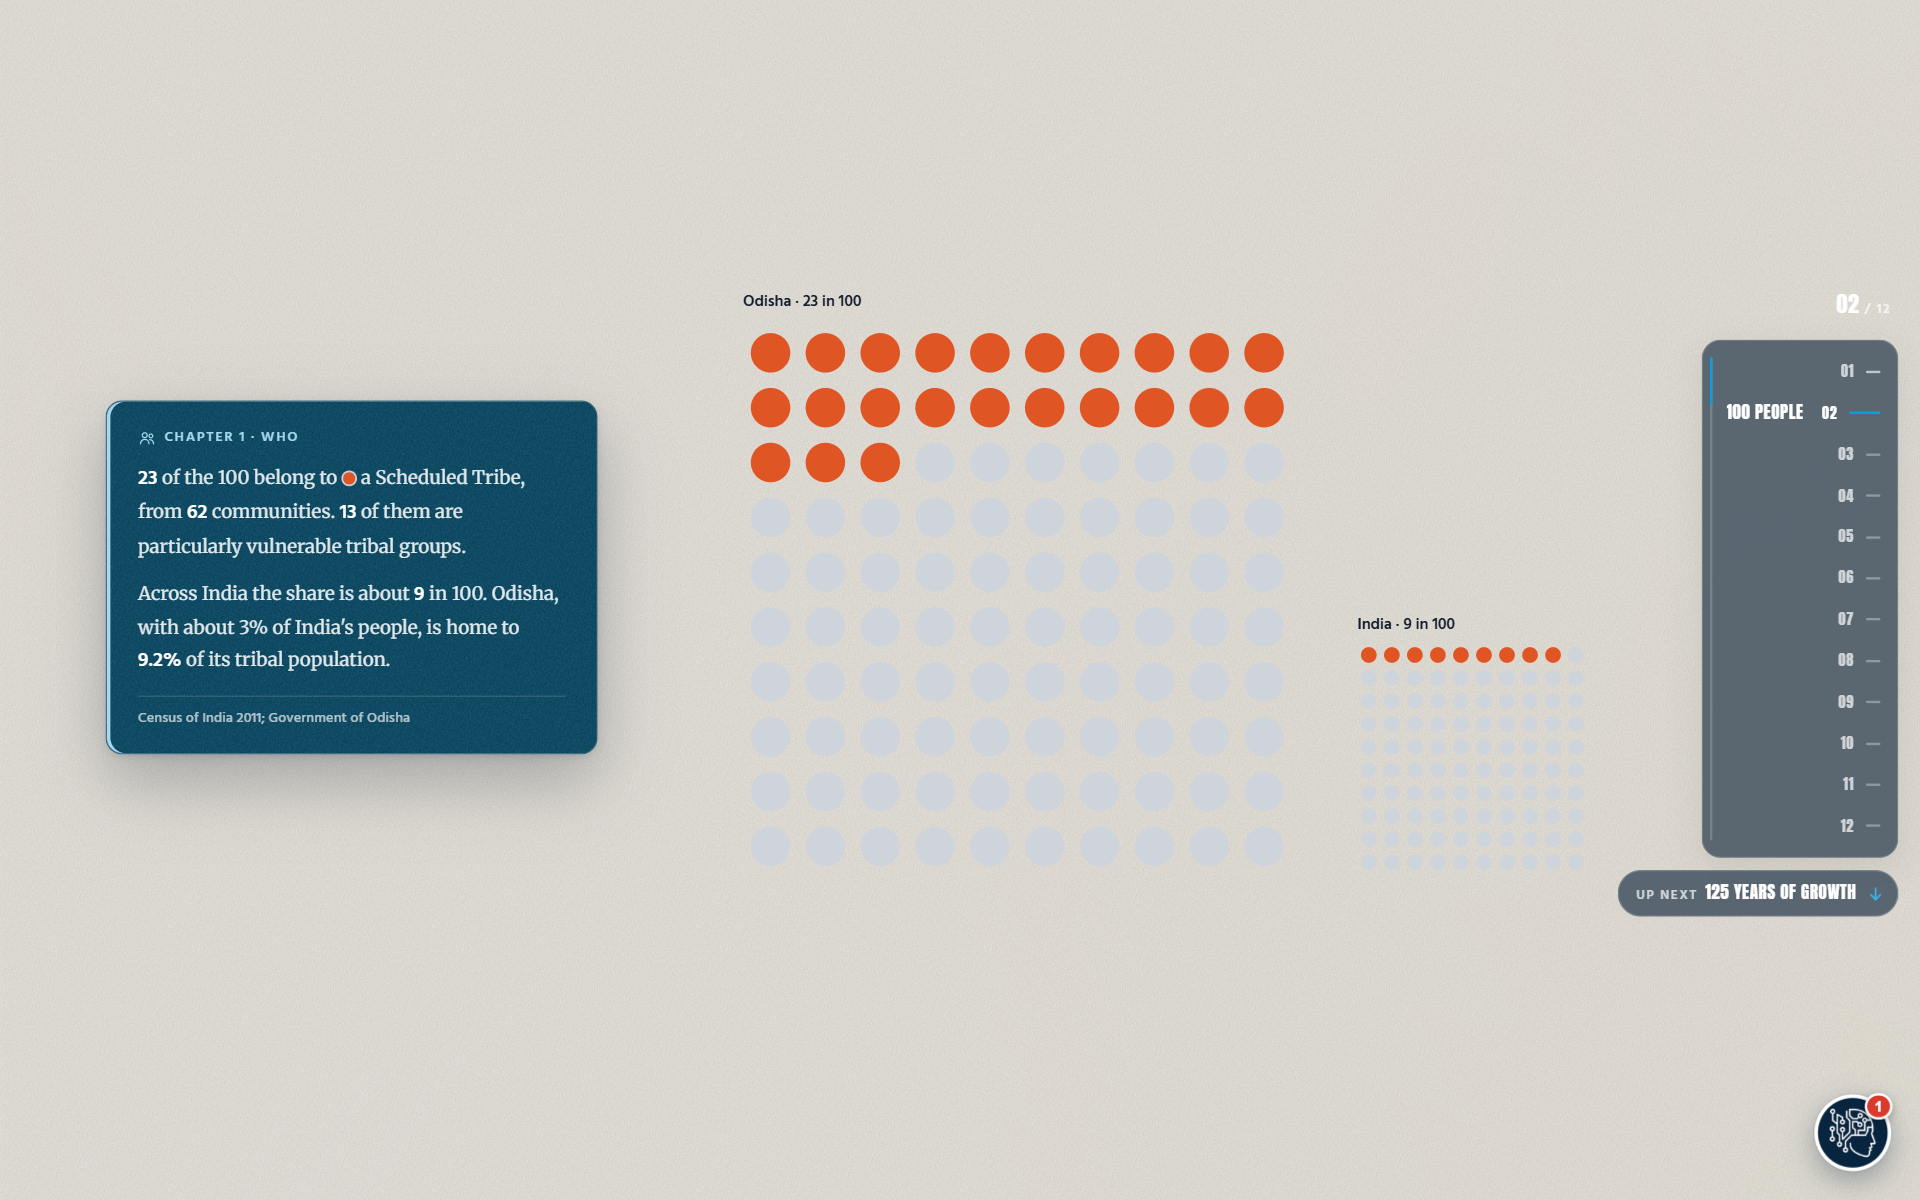 CHAPTER 1 · WHO
23 of the 100 belong to a Scheduled Tribe,
from 62 communities. 13 of them are
particularly vulnerable tribal groups.
Across India the share is about 9 in 100. Odisha,
with about 3% of India's people, is home to
9.2% of its tribal population.
Census of India 2011; Government of Odisha
Odisha · 23 in 100
India · 9 in 100
02 / 12
01
100 PEOPLE 02
03
04
05
06
07
08
09
10
11
12
UP NEXT 125 YEARS OF GROWTH
1